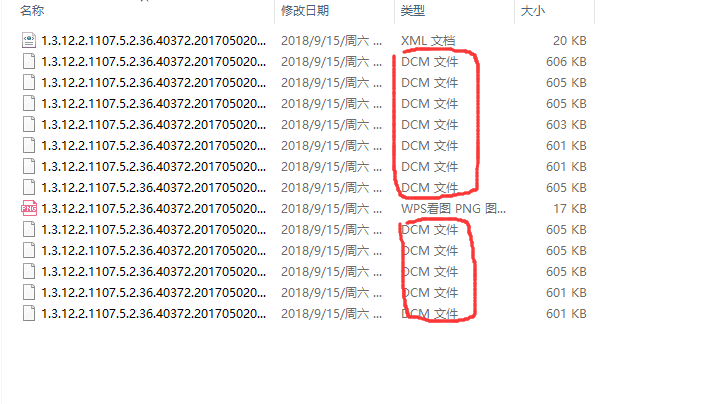 名称 修改日期 类型 大小
1.3.12.2.1107.5.2.36.40372.201705020... 2018/9/15/周六 ... XML 文档 20 KB
1.3.12.2.1107.5.2.36.40372.201705020... 2018/9/15/周六 ... DCM 文件 606 KB
1.3.12.2.1107.5.2.36.40372.201705020... 2018/9/15/周六 ... DCM 文件 605 KB
1.3.12.2.1107.5.2.36.40372.201705020... 2018/9/15/周六 ... DCM 文件 605 KB
1.3.12.2.1107.5.2.36.40372.201705020... 2018/9/15/周六 ... DCM 文件 603 KB
1.3.12.2.1107.5.2.36.40372.201705020... 2018/9/15/周六 ... DCM 文件 601 KB
1.3.12.2.1107.5.2.36.40372.201705020... 2018/9/15/周六 ... DCM 文件 601 KB
1.3.12.2.1107.5.2.36.40372.201705020... 2018/9/15/周六 ... DCM 文件 605 KB
1.3.12.2.1107.5.2.36.40372.201705020... 2018/9/15/周六 ... WPS看图 PNG 图... 17 KB
1.3.12.2.1107.5.2.36.40372.201705020... 2018/9/15/周六 ... DCM 文件 605 KB
1.3.12.2.1107.5.2.36.40372.201705020... 2018/9/15/周六 ... DCM 文件 605 KB
1.3.12.2.1107.5.2.36.40372.201705020... 2018/9/15/周六 ... DCM 文件 605 KB
1.3.12.2.1107.5.2.36.40372.201705020... 2018/9/15/周六 ... DCM 文件 601 KB
1.3.12.2.1107.5.2.36.40372.201705020... 2018/9/15/周六 ... DCM 文件 601 KB